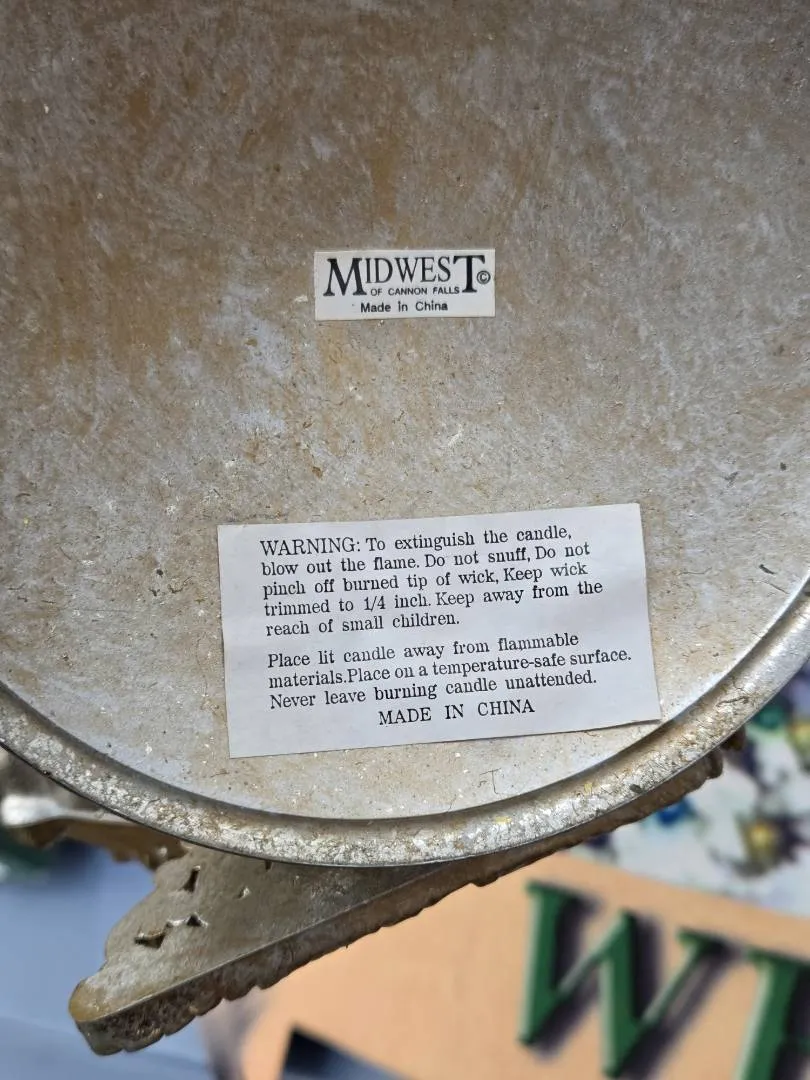 MIDWEST©
OF CANNON FALLS
Made in China
WARNING: To extinguish the candle,
blow out the flame. Do not snuff, Do not
pinch off burned tip of wick, Keep wick
trimmed to 1/4 inch. Keep away from the
reach of small children.
Place lit candle away from flammable
materials.Place on a temperature-safe surface.
Never leave burning candle unattended.
MADE IN CHINA